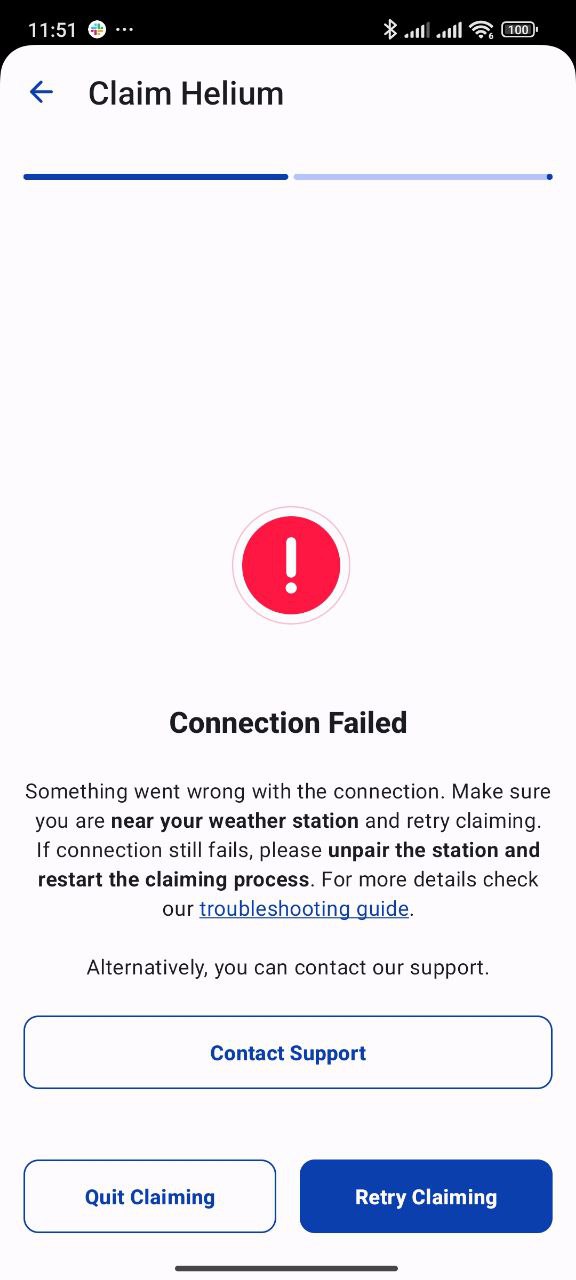 11:51 ...
6 100
Claim Helium
!
Connection Failed
Something went wrong with the connection. Make sure
you are near your weather station and retry claiming.
If connection still fails, please unpair the station and
restart the claiming process. For more details check
our troubleshooting guide.
Alternatively, you can contact our support.
Contact Support
Quit Claiming
Retry Claiming